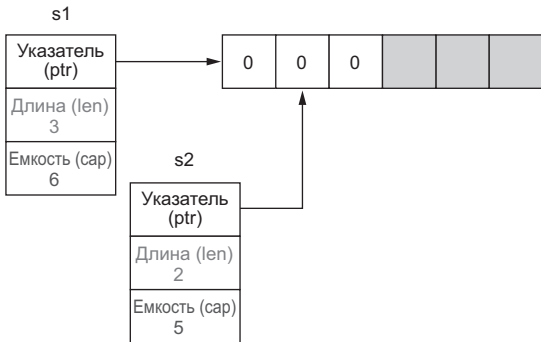 s1
Указатель
(ptr)
0 0 0
Длина (len)
3
Емкость (cap)
6
s2
Указатель
(ptr)
Длина (len)
2
Емкость (cap)
5